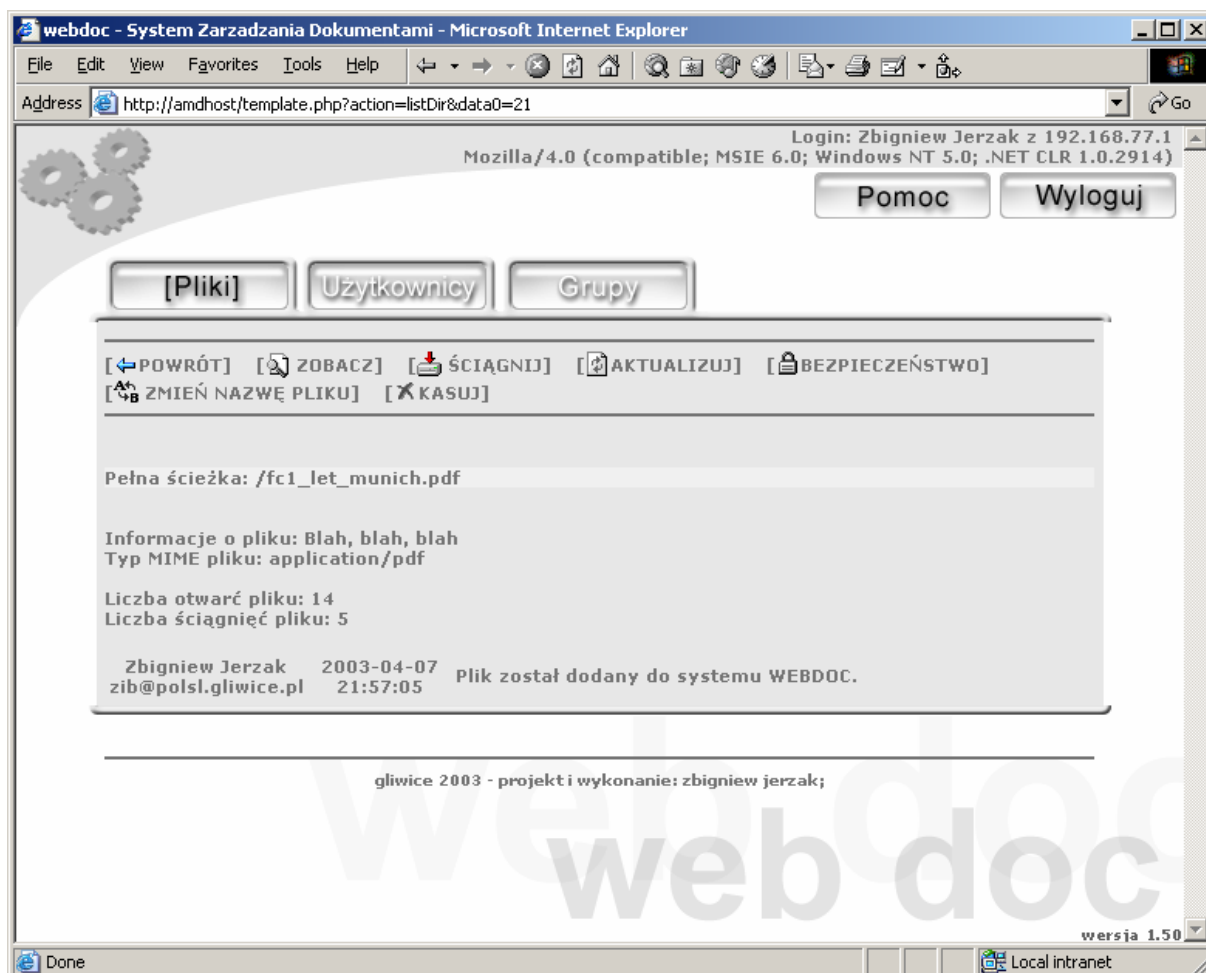 webdoc - System Zarzadzania Dokumentami - Microsoft Internet Explorer
File Edit View Favorites Tools Help
Address http://amdhost/template.php?action=listDir&data0=21 Go
Login: Zbigniew Jerzak z 192.168.77.1
Mozilla/4.0 (compatible; MSIE 6.0; Windows NT 5.0; .NET CLR 1.0.2914)
Pomoc Wyloguj
[Pliki] Użytkownicy Grupy
[POWRÓT] [ZOBACZ] [ŚCIĄGNIJ] [AKTUALIZUJ] [BEZPIECZEŃSTWO]
[ZMIEŃ NAZWĘ PLIKU] [KASUJ]
Pełna ścieżka: /fc1_let_munich.pdf
Informacje o pliku: Blah, blah, blah
Typ MIME pliku: application/pdf
Liczba otwarć pliku: 14
Liczba ściągnięć pliku: 5
Zbigniew Jerzak 2003-04-07
zib@polsl.gliwice.pl 21:57:05 Plik został dodany do systemu WEBDOC.
gliwice 2003 - projekt i wykonanie: zbigniew jerzak;
web doc
web doc
wersja 1.50
Done Local intranet